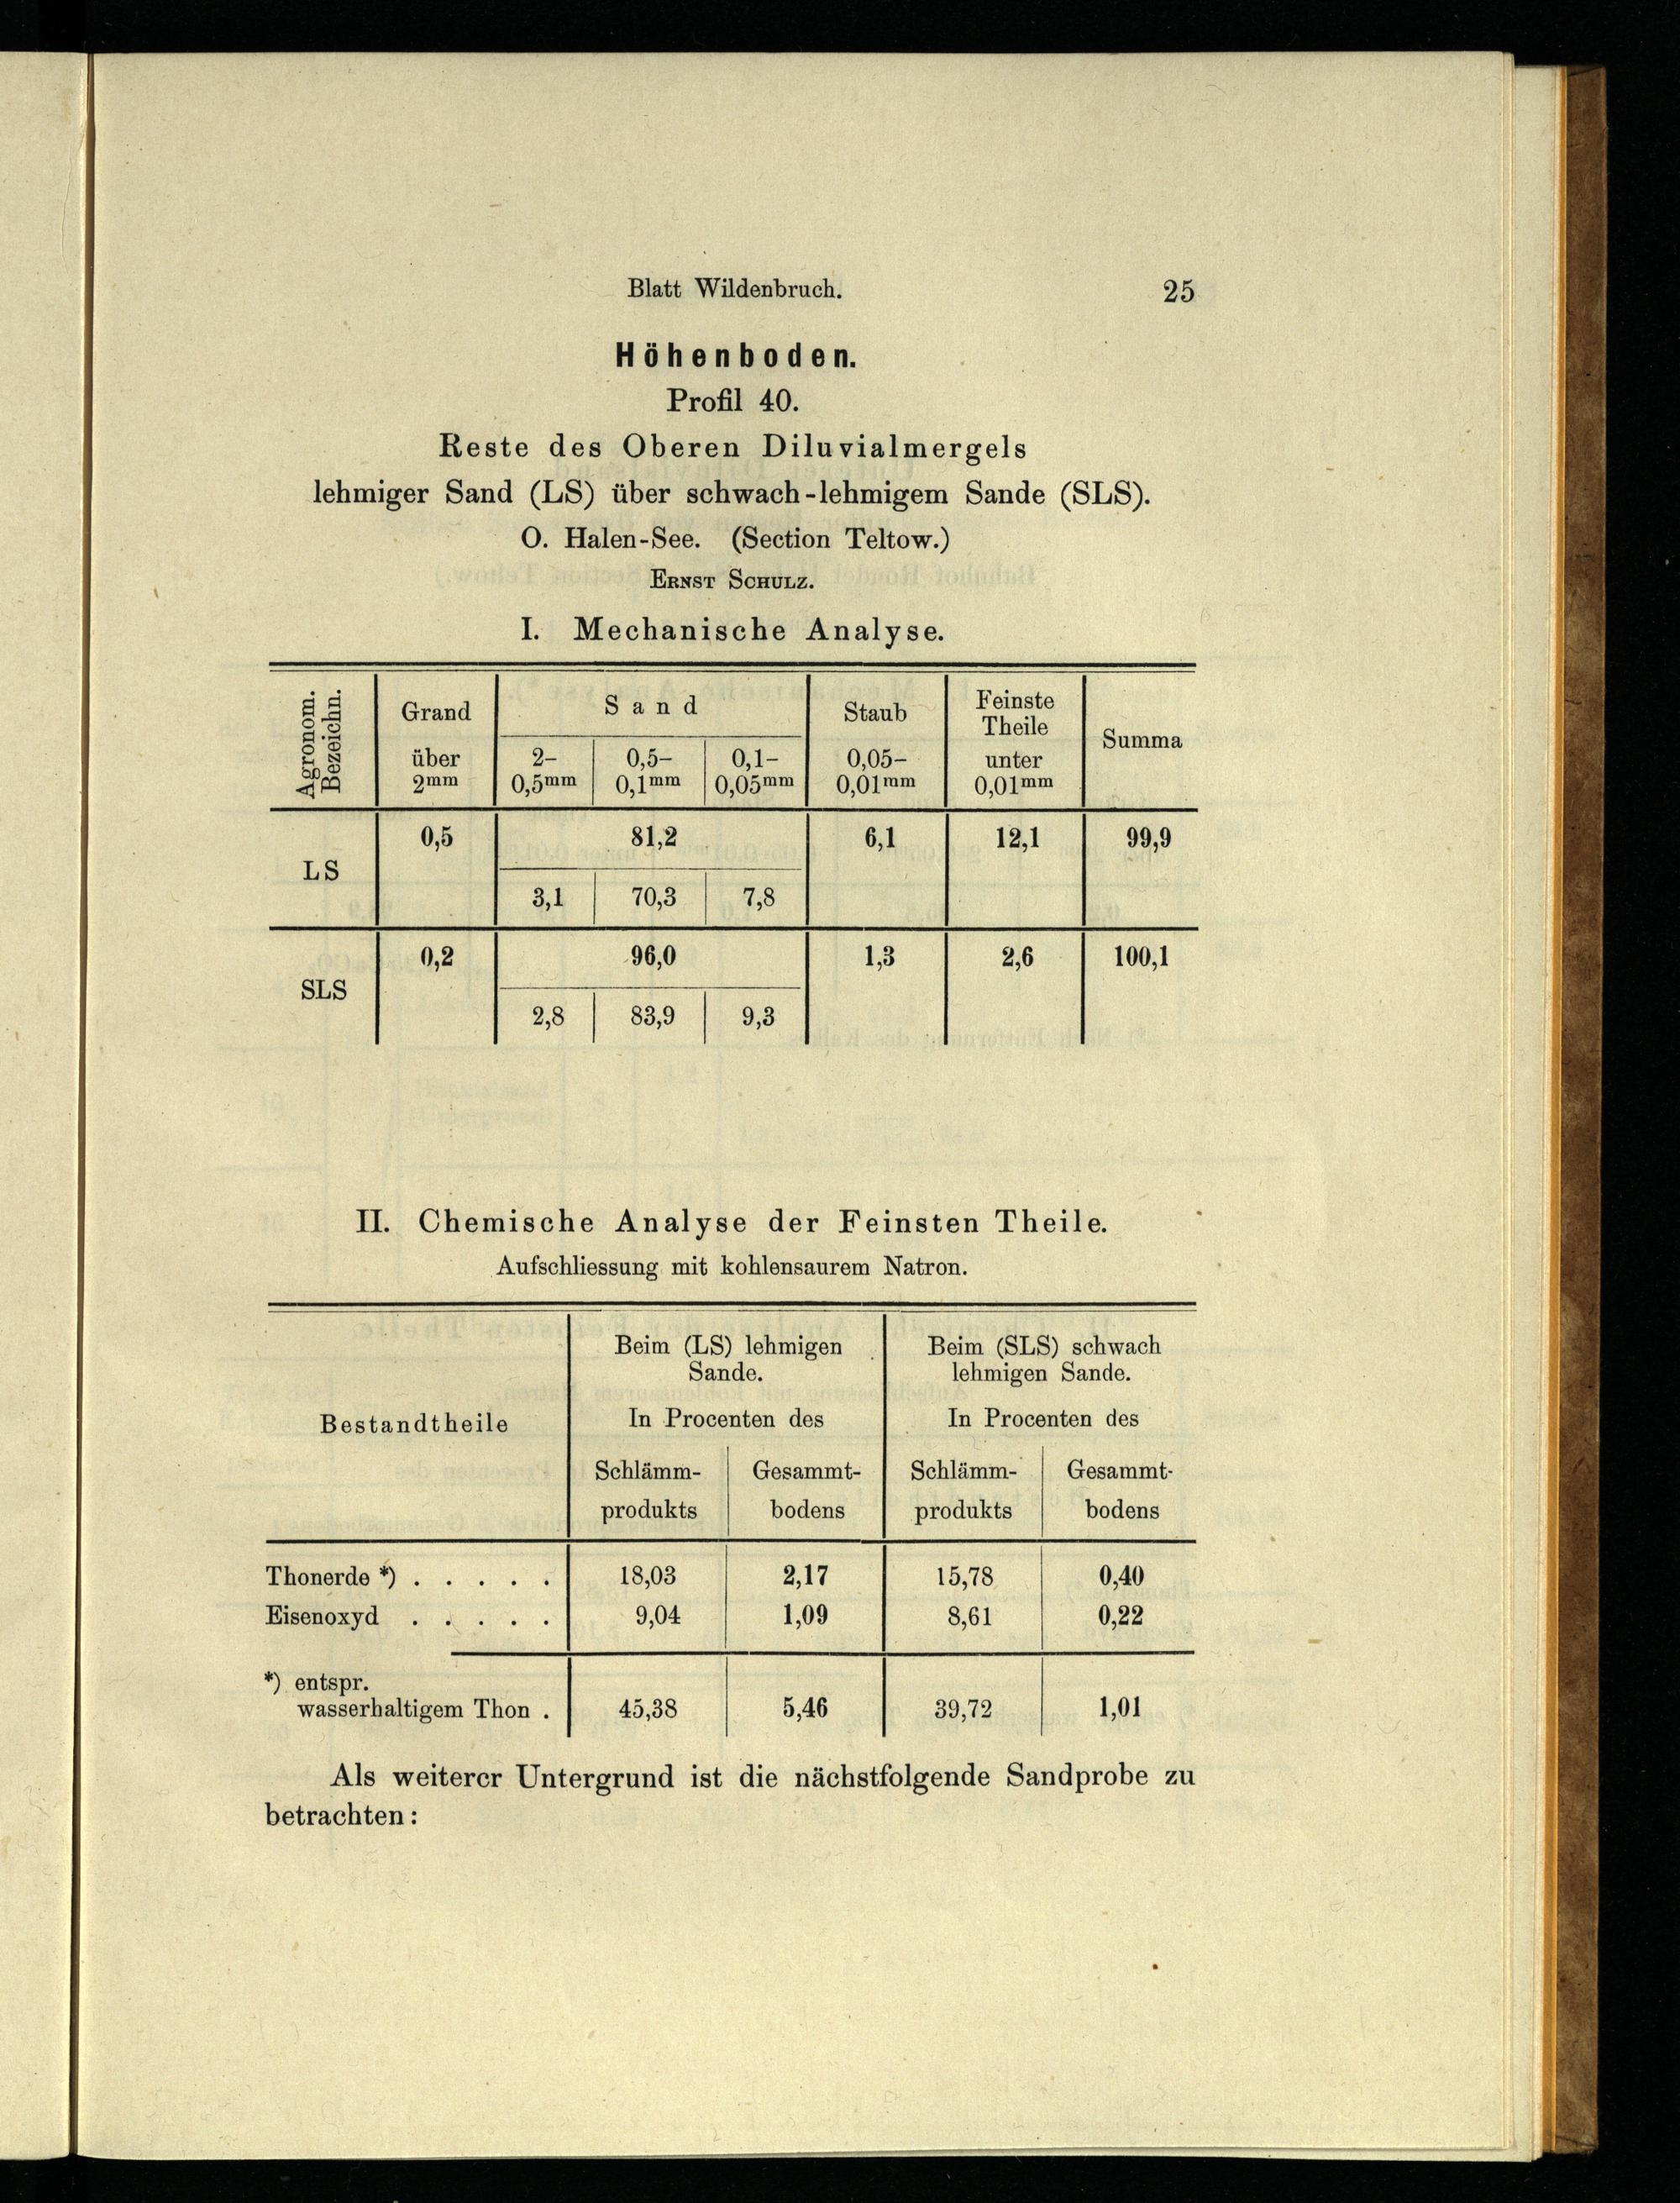 Blatt Wildenbruch. 25
Höhenboden.
Profil 40.
Reste des Oberen Diluvialmergels
lehmiger Sand (LS) über schwach-lehmigem Sande (SLS).
O. Halen-See. (Section Teltow.)
Ernst Schulz.
I. Mechanische Analyse.
Agronom. Bezeichn. Grand Sand Staub Feinste Theile Summa
über 2mm 2-0,5mm 0,5-0,1mm 0,1-0,05mm 0,05-0,01mm unter 0,01mm
LS 0,5 81,2 6,1 12,1 99,9
3,1 70,3 7,8
SLS 0,2 96,0 1,3 2,6 100,1
2,8 83,9 9,3
II. Chemische Analyse der Feinsten Theile.
Aufschliessung mit kohlensaurem Natron.
Bestandtheile
Beim (LS) lehmigen Sande. Beim (SLS) schwach lehmigen Sande.
In Procenten des In Procenten des
Schlämm- Gesammt- Schlämm- Gesammt-
produkts bodens produkts bodens
Thonerde *) . . . . . 18,03 2,17 15,78 0,40
Eisenoxyd . . . . . 9,04 1,09 8,61 0,22
*) entspr.
wasserhaltigem Thon . 45,38 5,46 39,72 1,01
Als weiterer Untergrund ist die nächstfolgende Sandprobe zu
betrachten: